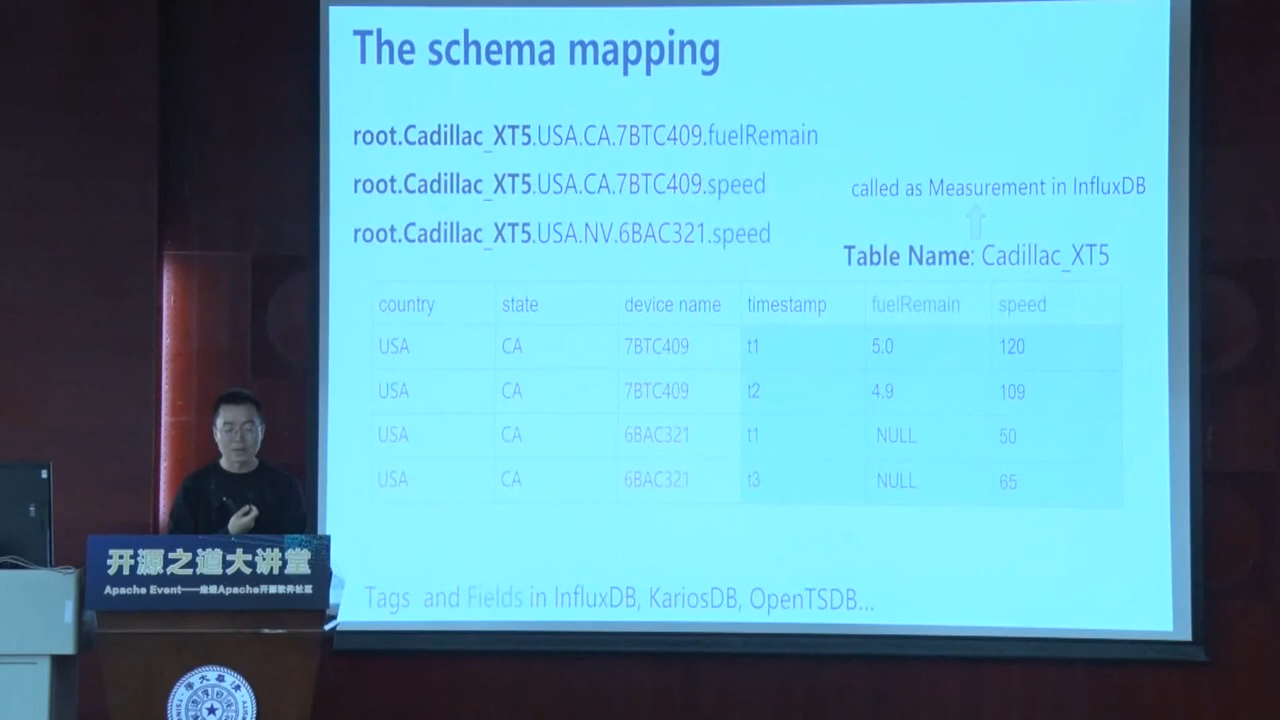 The schema mapping
root.Cadillac_XT5.USA.CA.7BTC409.fuelRemain
root.Cadillac_XT5.USA.CA.7BTC409.speed
root.Cadillac_XT5.USA.NV.6BAC321.speed
called as Measurement in InfluxDB
Table Name: Cadillac_XT5
country state device name timestamp fuelRemain speed
USA CA 7BTC409 t1 5.0 120
USA CA 7BTC409 t2 4.9 109
USA CA 6BAC321 t1 NULL 50
USA CA 6BAC321 t3 NULL 65
Tags and Fields in InfluxDB, KariosDB, OpenTSDB...
开源之道大讲堂
Apache Event——走进Apache开源软件社区